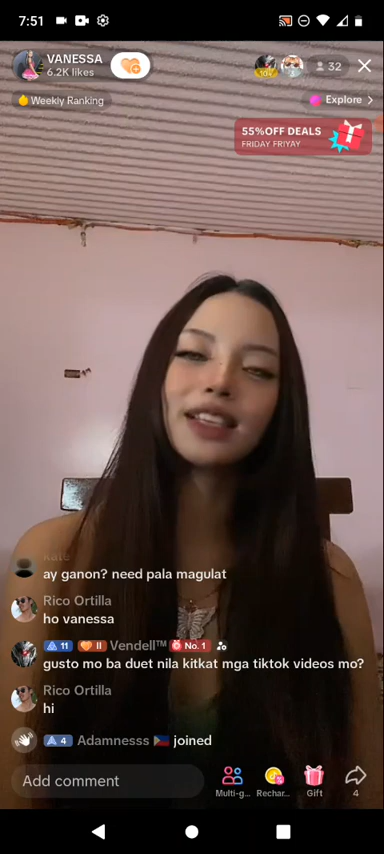 7:51
VANESSA
6.2K likes
104
32
Weekly Ranking
Explore
55%OFF DEALS
FRIDAY FRIYAY
kate
ay ganon? need pala magulat
Rico Ortilla
ho vanessa
11 II Vendell™ No. 1
gusto mo ba duet nila kitkat mga tiktok videos mo?
Rico Ortilla
hi
4 Adamnesss joined
Add comment
Multi-g...
Rechar...
Gift
4